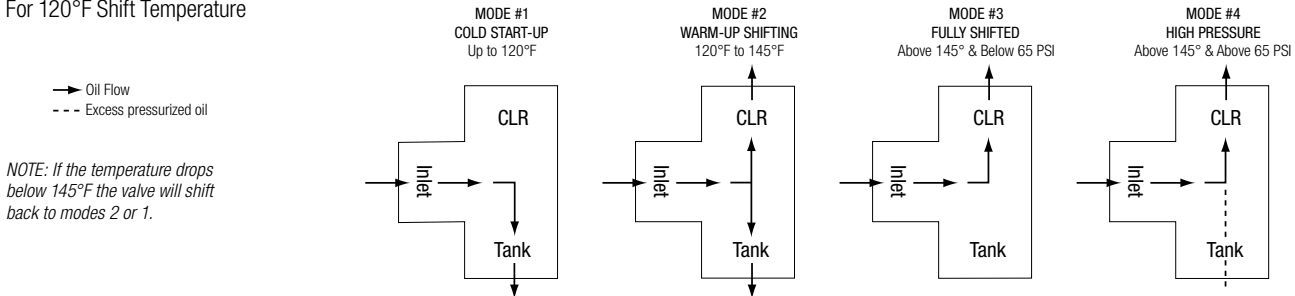 For 120°F Shift Temperature
Oil Flow
Excess pressurized oil
NOTE: If the temperature drops
below 145°F the valve will shift
back to modes 2 or 1.
MODE #1
COLD START-UP
Up to 120°F
CLR
Inlet
Tank
MODE #2
WARM-UP SHIFTING
120°F to 145°F
CLR
Inlet
Tank
MODE #3
FULLY SHIFTED
Above 145° & Below 65 PSI
CLR
Inlet
Tank
MODE #4
HIGH PRESSURE
Above 145° & Above 65 PSI
CLR
Inlet
Tank